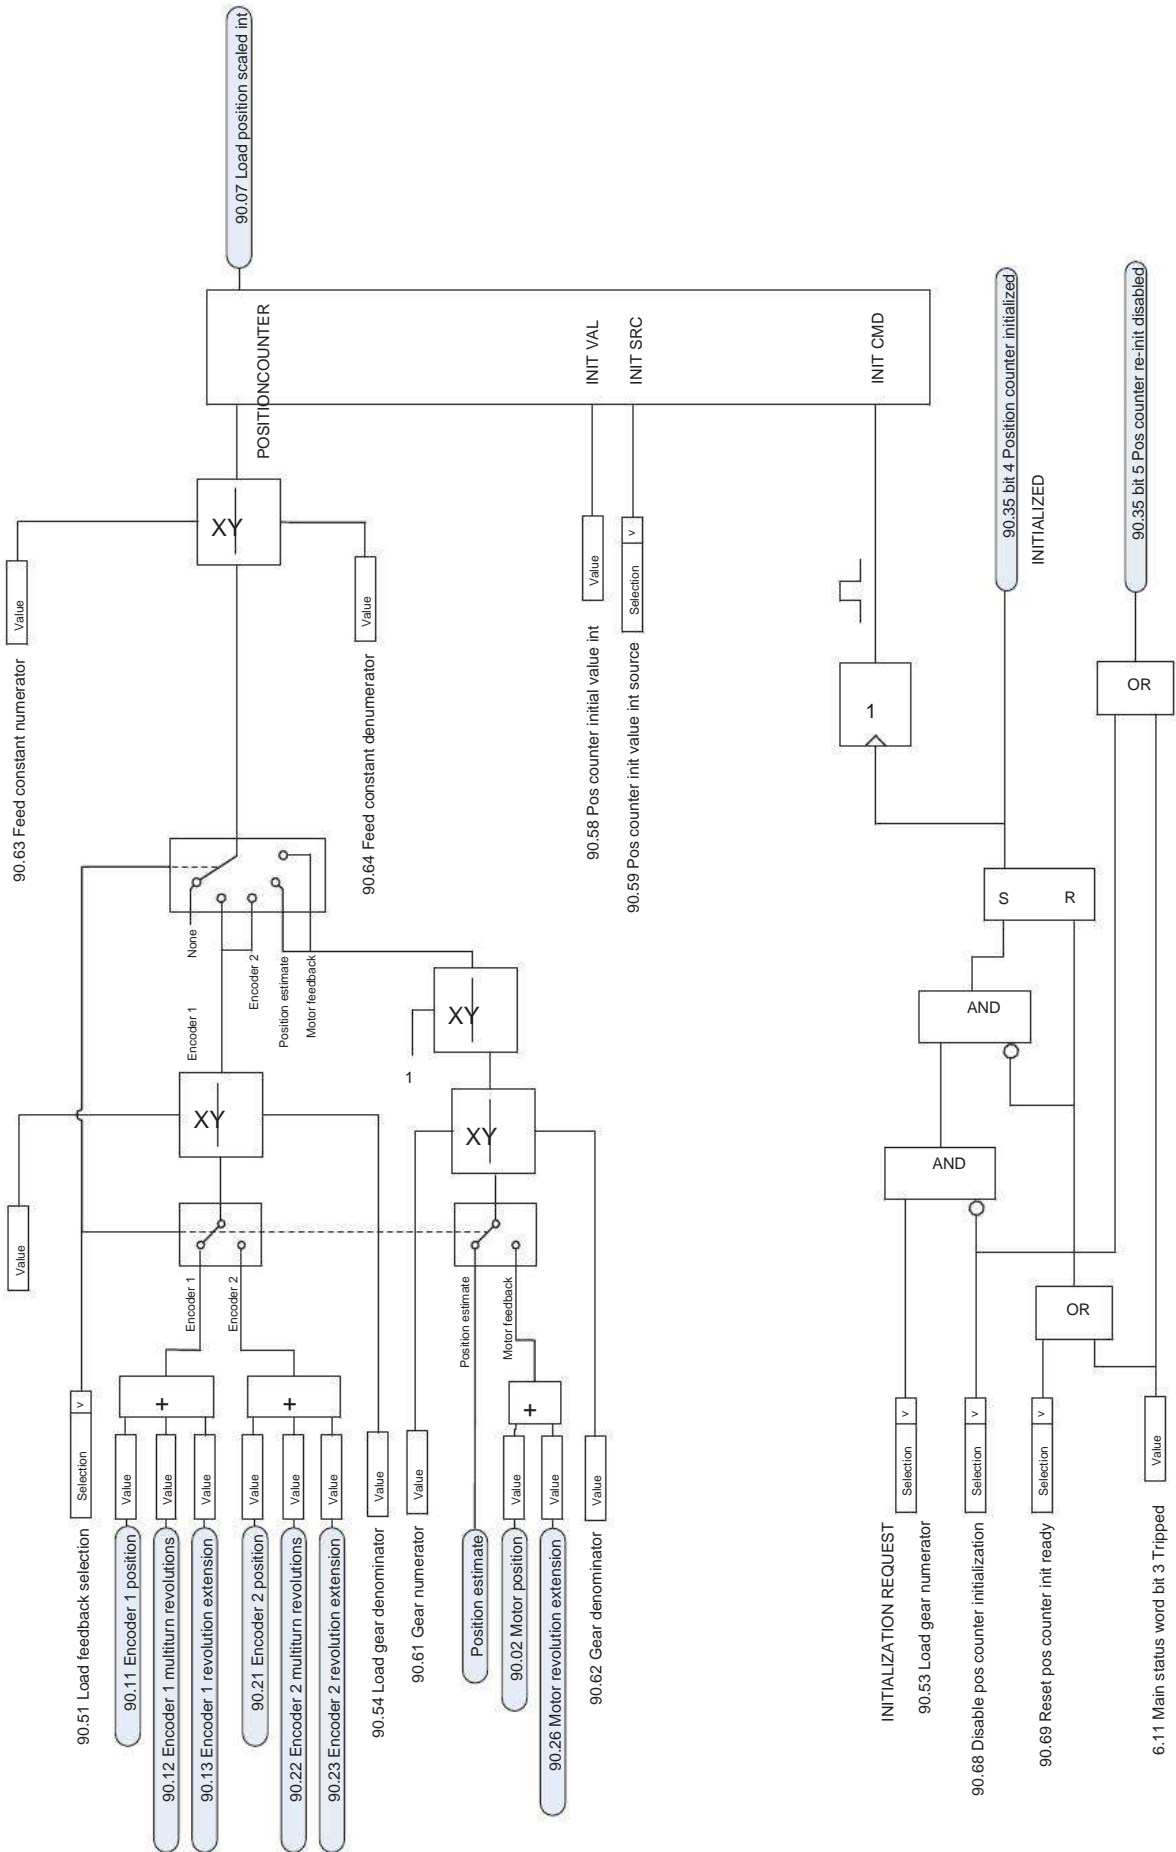 90.63 Feed constant numerator
Value
90.07 Load position scaled int
POSITIONCOUNTER
XY
Value
90.64 Feed constant denumerator
Value
90.51 Load feedback selection
Selection
v
None
Encoder 1
Encoder 2
Position estimate
Motor feedback
XY
Encoder 1
Encoder 2
90.11 Encoder 1 position
Value
90.12 Encoder 1 multiturn revolutions
Value
90.13 Encoder 1 revolution extension
Value
+
90.21 Encoder 2 position
Value
90.22 Encoder 2 multiturn revolutions
Value
90.23 Encoder 2 revolution extension
Value
+
90.54 Load gear denominator
Value
90.61 Gear numerator
Value
1
XY
XY
Position estimate
Motor feedback
Position estimate
90.02 Motor position
Value
90.26 Motor revolution extension
Value
+
90.62 Gear denominator
Value
90.58 Pos counter initial value int
Value
INIT VAL
90.59 Pos counter init value int source
Selection
v
INIT SRC
INIT CMD
1
INITIALIZATION REQUEST
90.53 Load gear numerator
Selection
v
AND
AND
S
R
90.35 bit 4 Position counter initialized
INITIALIZED
90.68 Disable pos counter initialization
Selection
v
90.69 Reset pos counter init ready
Selection
v
OR
OR
90.35 bit 5 Pos counter re-init disabled
6.11 Main status word bit 3 Tripped
Value